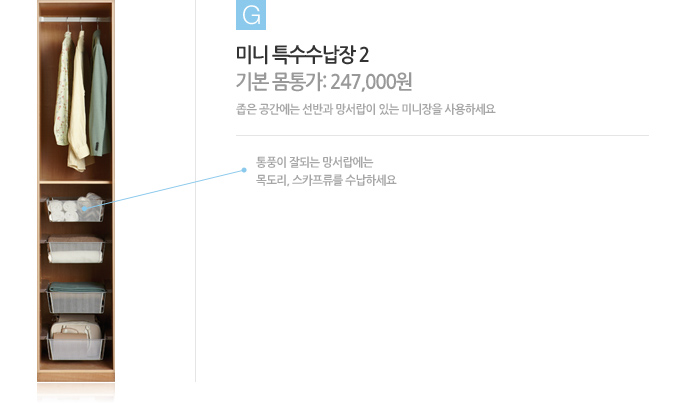 G
미니 특수수납장 2
기본 몸통가: 247,000원
좁은 공간에는 선반과 망서랍이 있는 미니장을 사용하세요
통풍이 잘되는 망서랍에는
목도리, 스카프류를 수납하세요